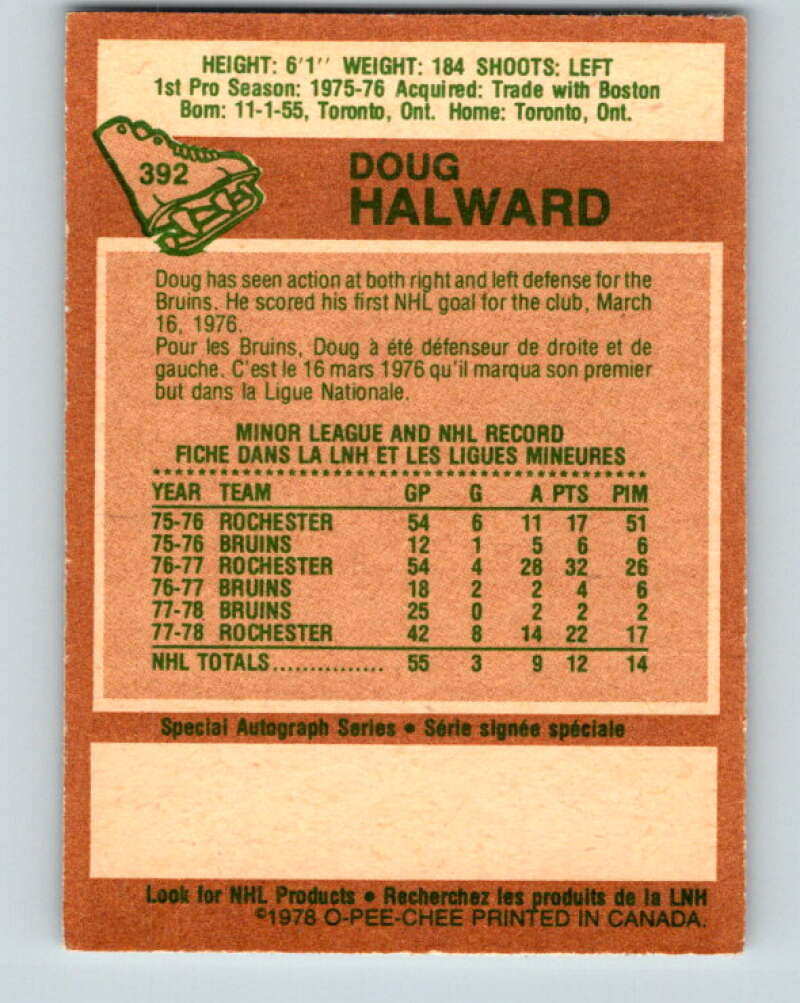 HEIGHT: 6'1'' WEIGHT: 184 SHOOTS: LEFT
1st Pro Season: 1975-76 Acquired: Trade with Boston
Born: 11-1-55, Toronto, Ont. Home: Toronto, Ont.
392
DOUG
HALWARD
Doug has seen action at both right and left defense for the
Bruins. He scored his first NHL goal for the club, March
16, 1976.
Pour les Bruins, Doug à été défenseur de droite et de
gauche. C'est le 16 mars 1976 qu'il marqua son premier
but dans la Ligue Nationale.
MINOR LEAGUE AND NHL RECORD
FICHE DANS LA LNH ET LES LIGUES MINEURES
YEAR TEAM GP G A PTS PIM
75-76 ROCHESTER 54 6 11 17 51
75-76 BRUINS 12 1 5 6 6
76-77 ROCHESTER 54 4 28 32 26
76-77 BRUINS 18 2 2 4 6
77-78 BRUINS 25 0 2 2 2
77-78 ROCHESTER 42 8 14 22 17
NHL TOTALS............... 55 3 9 12 14
Special Autograph Series • Série signée spéciale
Look for NHL Products • Recherchez les produits de la LNH
©1978 O-PEE-CHEE PRINTED IN CANADA.